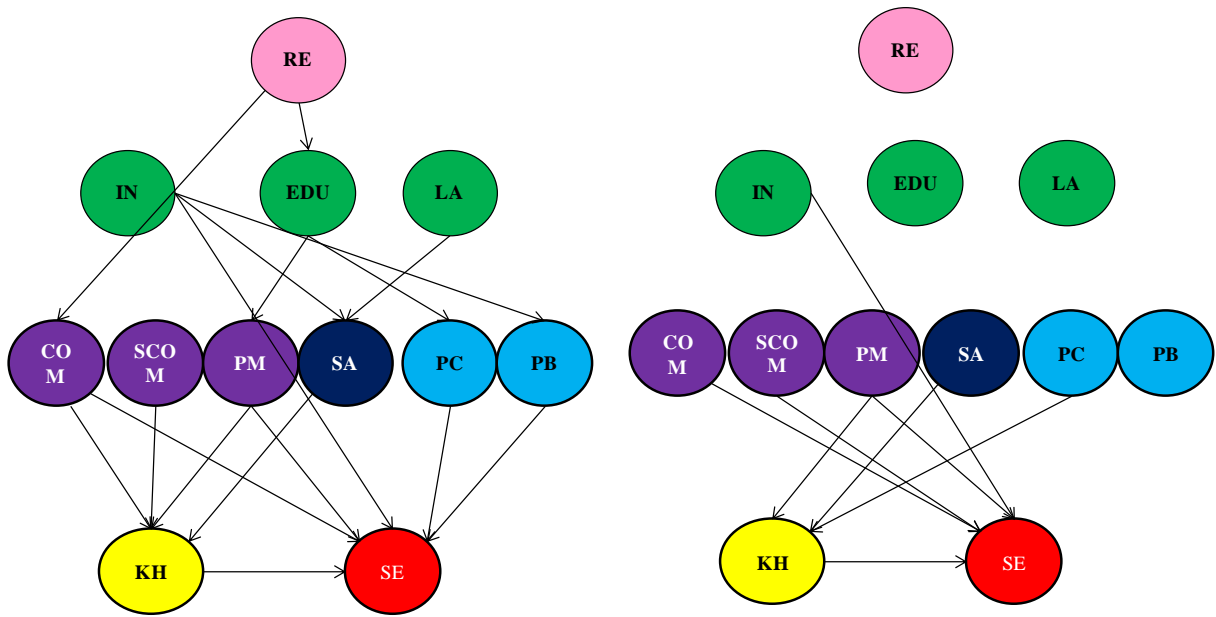 RE
IN
EDU
LA
CO
M
SCO
M
PM
SA
PC
PB
KH
SE
RE
IN
EDU
LA
CO
M
SCO
M
PM
SA
PC
PB
KH
SE